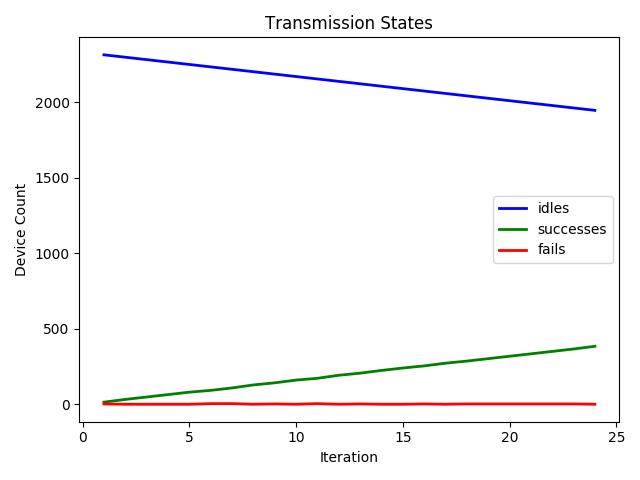 Transmission States
Device Count
2000
1500
1000
500
0
idles
successes
fails
0 5 10 15 20 25
Iteration